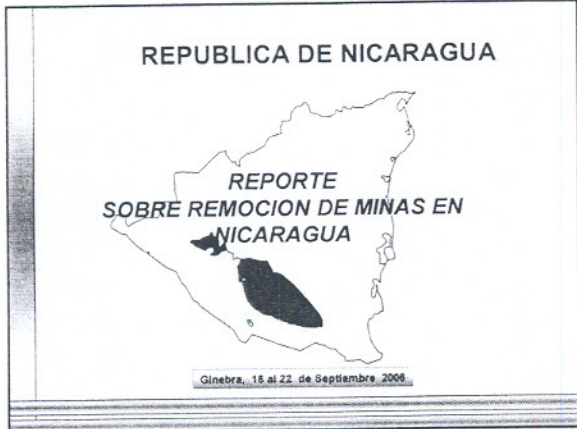 REPUBLICA DE NICARAGUA
REPORTE
SOBRE REMOCION DE MINAS EN
NICARAGUA
Ginebra, 18 al 22 de Septiembre 2006